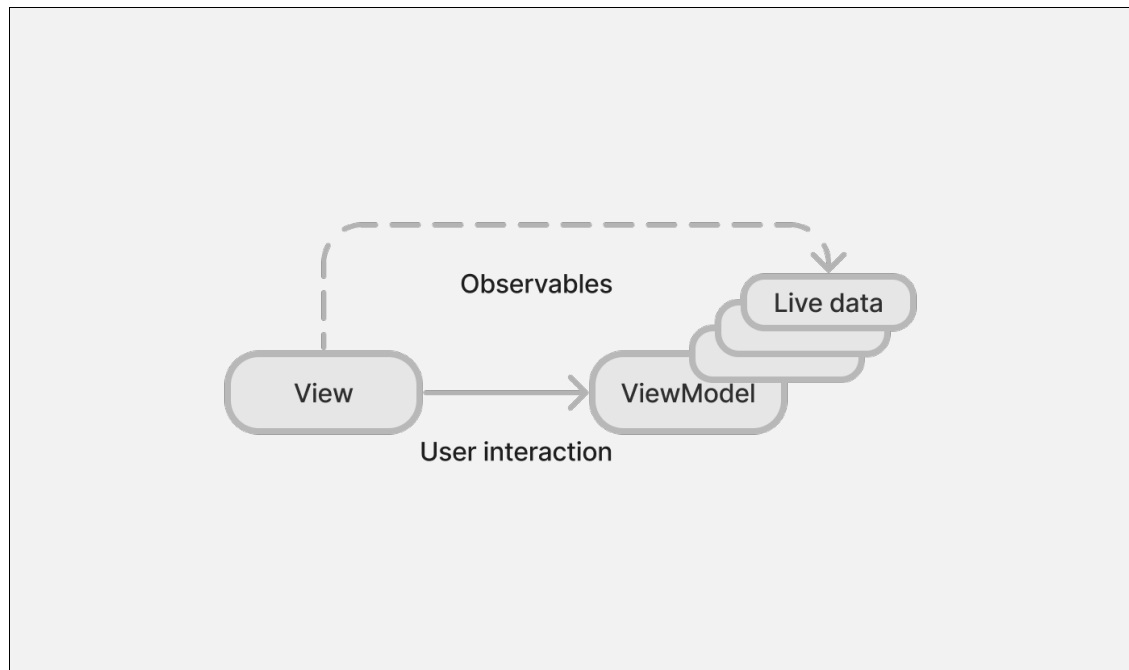 Observables
Live data
View
ViewModel
User interaction